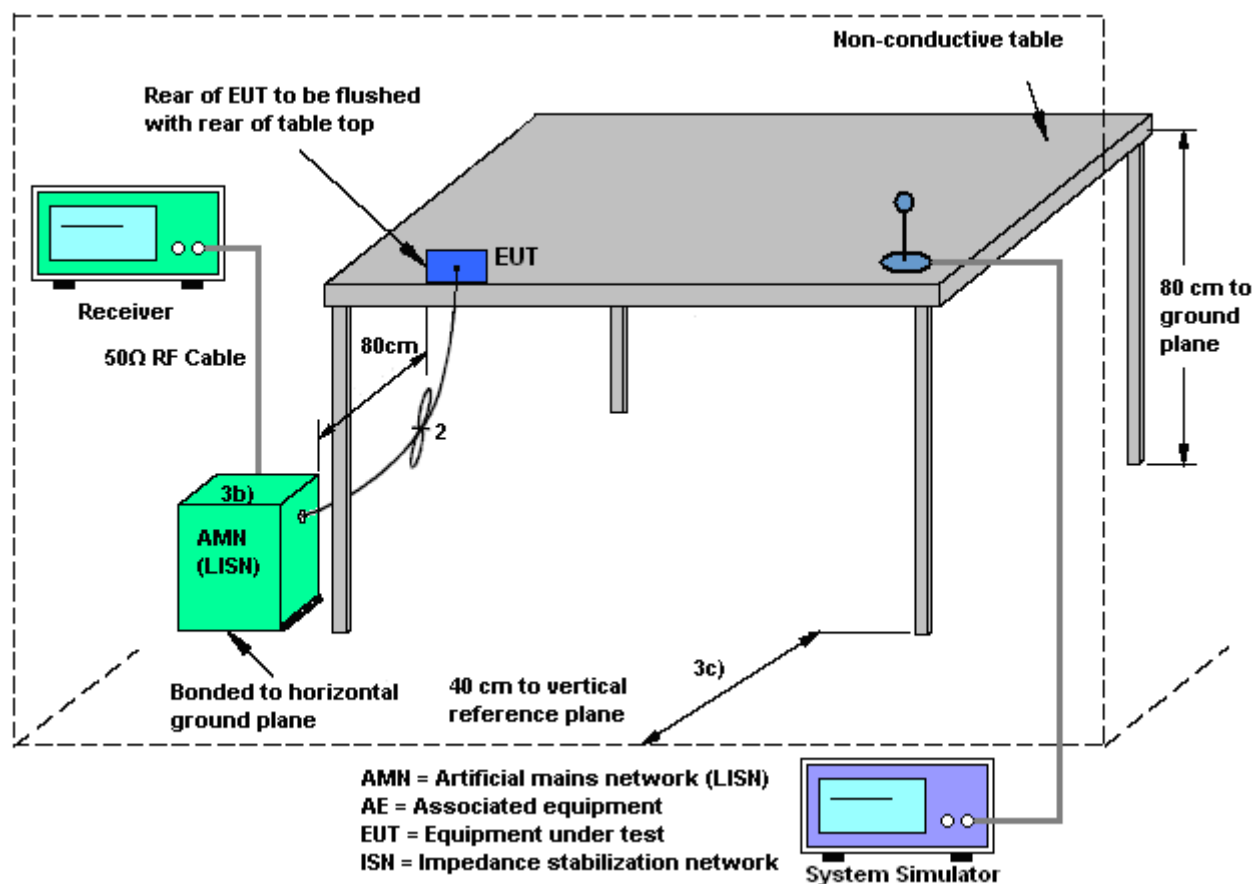 Non-conductive table
Rear of EUT to be flushed
with rear of table top
EUT
Receiver
80 cm to
ground
plane
50Ω RF Cable
80cm
2
3b)
AMN
(LISN)
3c)
Bonded to horizontal
ground plane
40 cm to vertical
reference plane
AMN = Artificial mains network (LISN)
AE = Associated equipment
EUT = Equipment under test
ISN = Impedance stabilization network
System Simulator